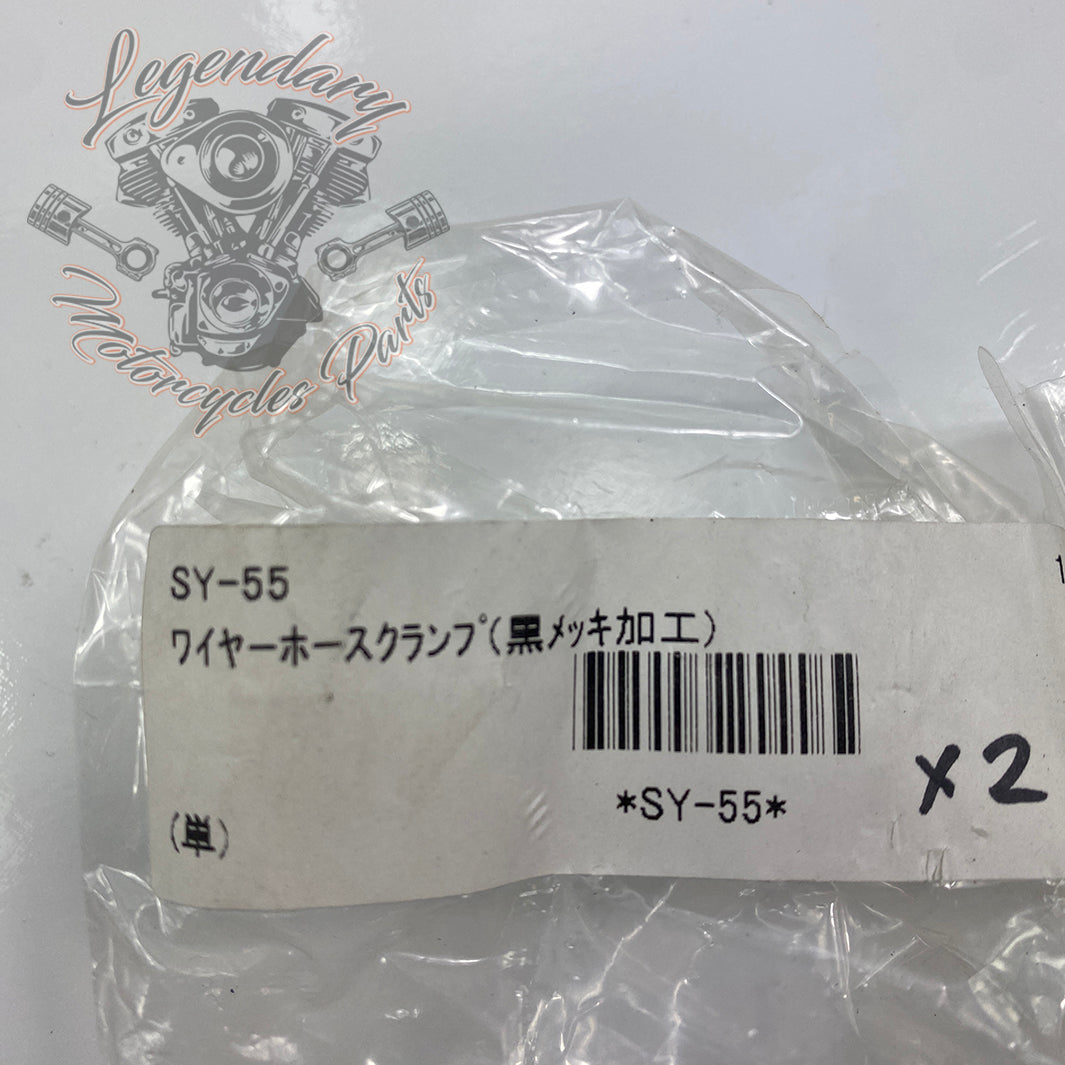 Legendary
Motorcycles Parts
SY-55
ﾜｲﾔｰﾎｰｽｸﾗﾝﾌﾟ(黒ﾒｯｷ加工)
*SY-55*
x2
(単)
1